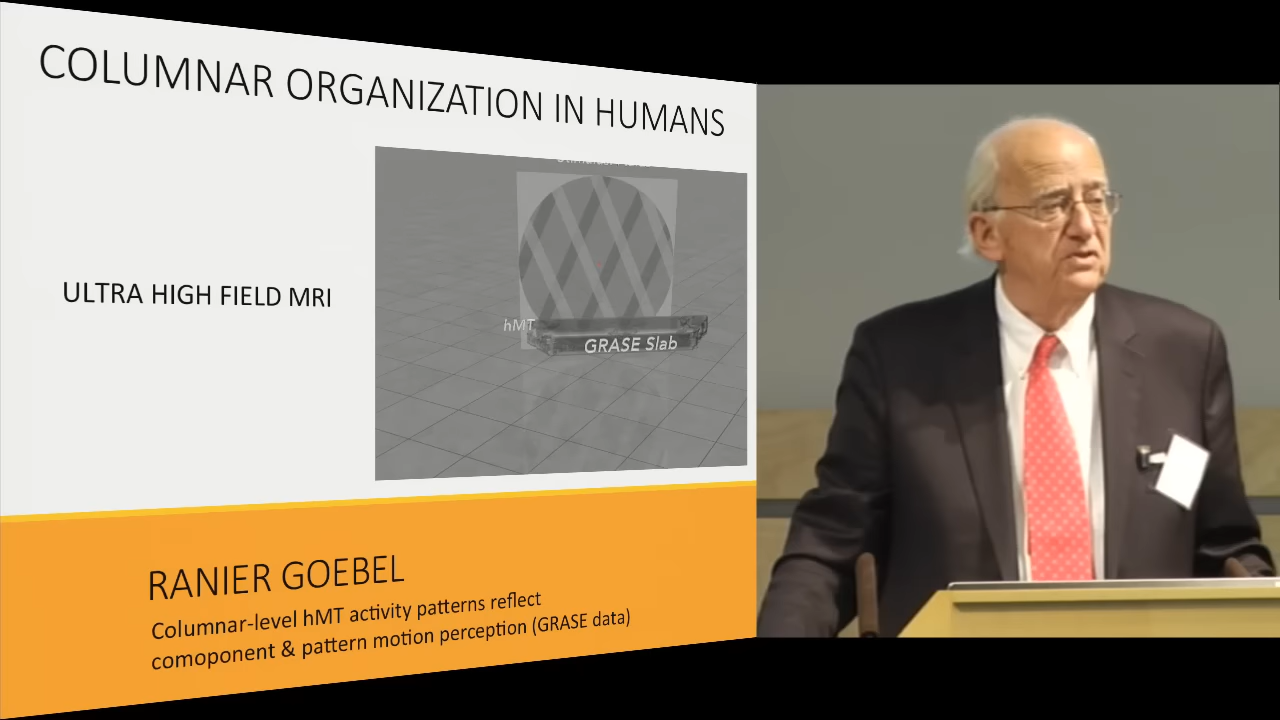 COLUMNAR ORGANIZATION IN HUMANS
ULTRA HIGH FIELD MRI
hMT
GRASE Slab
RANIER GOEBEL
Columnar-level hMT activity patterns reflect
comoponent & pattern motion perception (GRASE data)